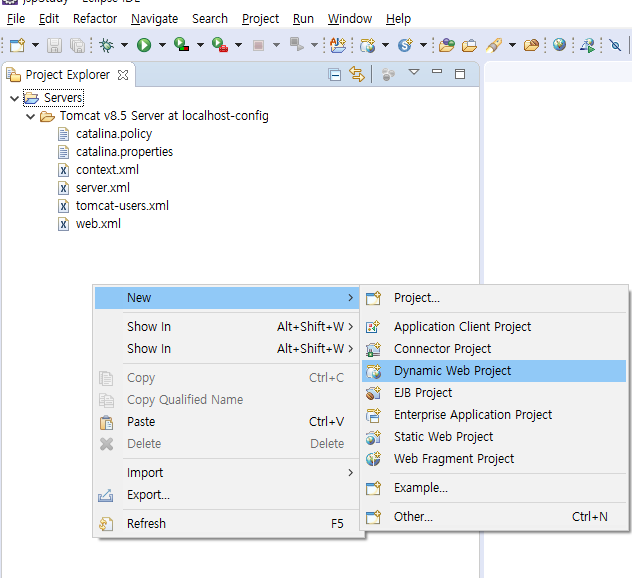 jspStudy - Eclipse IDE
File Edit Refactor Navigate Search Project Run Window Help
Project Explorer
Servers
Tomcat v8.5 Server at localhost-config
catalina.policy
catalina.properties
context.xml
server.xml
tomcat-users.xml
web.xml
New
Show In Alt+Shift+W
Show In Alt+Shift+W
Copy Ctrl+C
Copy Qualified Name
Paste Ctrl+V
Delete Delete
Import
Export...
Refresh F5
Project...
Application Client Project
Connector Project
Dynamic Web Project
EJB Project
Enterprise Application Project
Static Web Project
Web Fragment Project
Example...
Other... Ctrl+N